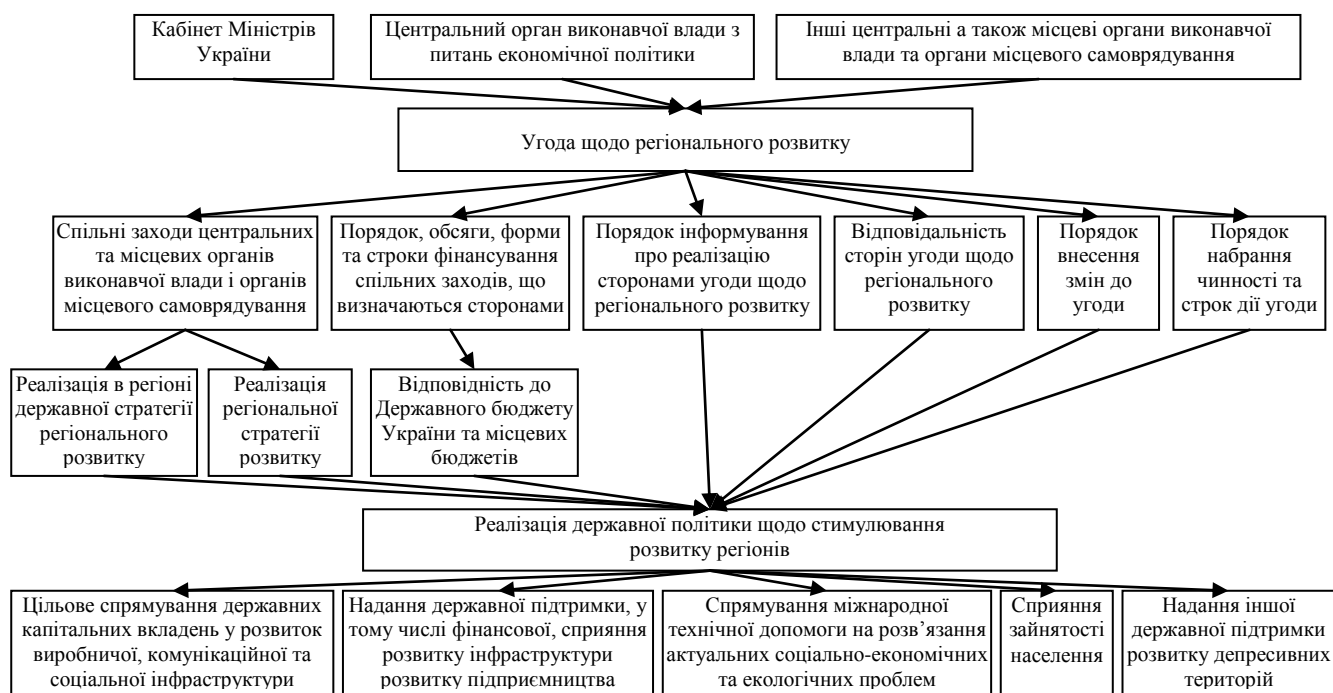 Кабінет Міністрів
України
Центральний орган виконавчої влади з
питань економічної політики
Інші центральні а також місцеві органи виконавчої
влади та органи місцевого самоврядування
Угода щодо регіонального розвитку
Спільні заходи центральних
та місцевих органів
виконавчої влади і органів
місцевого самоврядування
Порядок, обсяги, форми
та строки фінансування
спільних заходів, що
визначаються сторонами
Порядок інформування
про реалізацію
сторонами угоди щодо
регіонального розвитку
Відповідальність
сторін угоди щодо
регіонального
розвитку
Порядок
внесення
змін до
угоди
Порядок
набрання
чинності та
строк дії угоди
Реалізація в регіоні
державної стратегії
регіонального
розвитку
Реалізація
регіональної
стратегії
розвитку
Відповідність до
Державного бюджету
України та місцевих
бюджетів
Реалізація державної політики щодо стимулювання
розвитку регіонів
Цільове спрямування державних
капітальних вкладень у розвиток
виробничої, комунікаційної та
соціальної інфраструктури
Надання державної підтримки, у
тому числі фінансової, сприяння
розвитку інфраструктури
розвитку підприємництва
Спрямування міжнародної
технічної допомоги на розв’язання
актуальних соціально-економічних
та екологічних проблем
Сприяння
зайнятості
населення
Надання іншої
державної підтримки
розвитку депресивних
територій